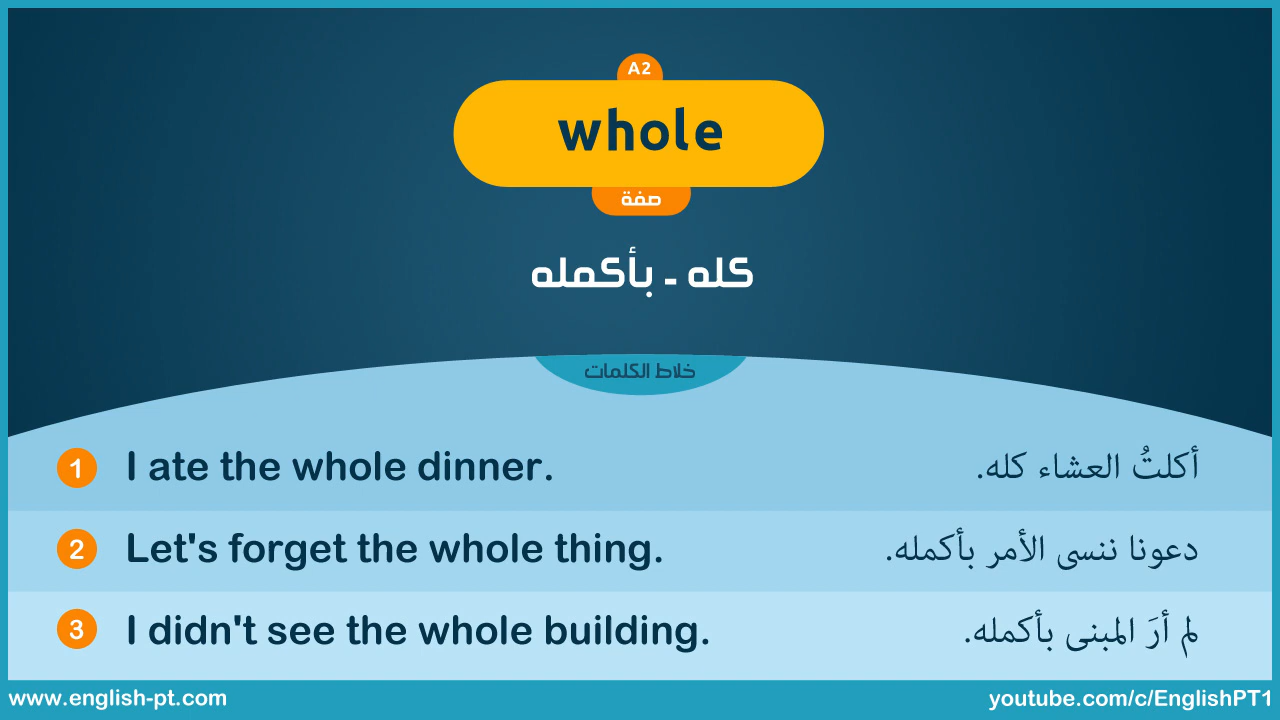 A2
whole
صفة
كله - بأكمله
خلاط الكلمات
1 I ate the whole dinner. أكلتُ العشاء كله.
2 Let's forget the whole thing. دعونا ننسى الأمر بأكمله.
3 I didn't see the whole building. لم أرَ المبنى بأكمله.
www.english-pt.com youtube.com/c/EnglishPT1